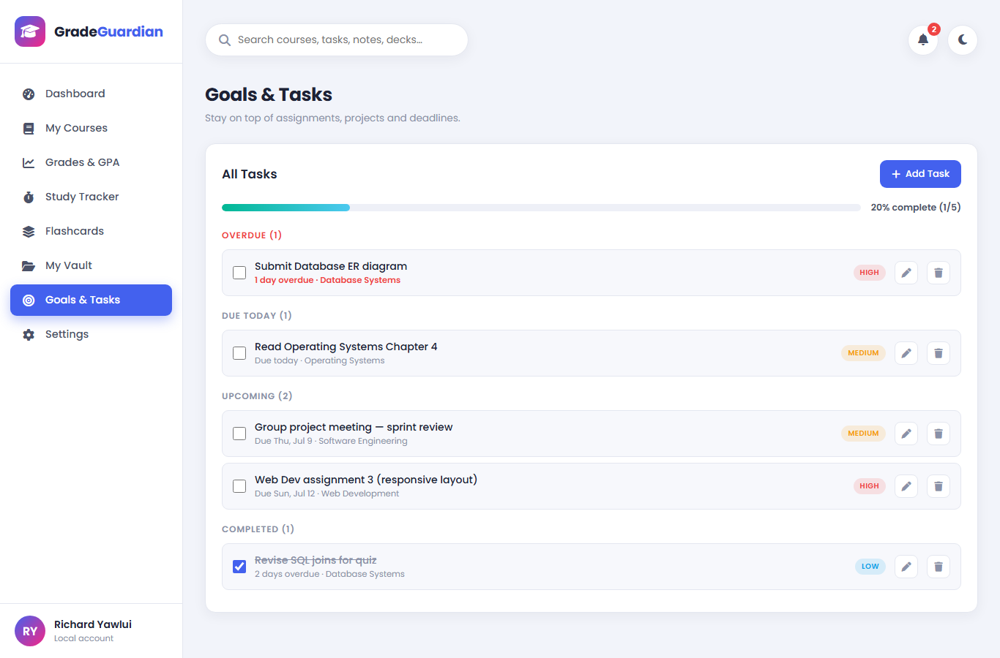 GradeGuardian
Search courses, tasks, notes, decks...
2
Dashboard
My Courses
Grades & GPA
Study Tracker
Flashcards
My Vault
Goals & Tasks
Settings
Goals & Tasks
Stay on top of assignments, projects and deadlines.
All Tasks
Add Task
20% complete (1/5)
OVERDUE (1)
Submit Database ER diagram
1 day overdue · Database Systems
HIGH
DUE TODAY (1)
Read Operating Systems Chapter 4
Due today · Operating Systems
MEDIUM
UPCOMING (2)
Group project meeting — sprint review
Due Thu, Jul 9 · Software Engineering
MEDIUM
Web Dev assignment 3 (responsive layout)
Due Sun, Jul 12 · Web Development
HIGH
COMPLETED (1)
Revise SQL joins for quiz
2 days overdue · Database Systems
LOW
RY
Richard Yawlui
Local account